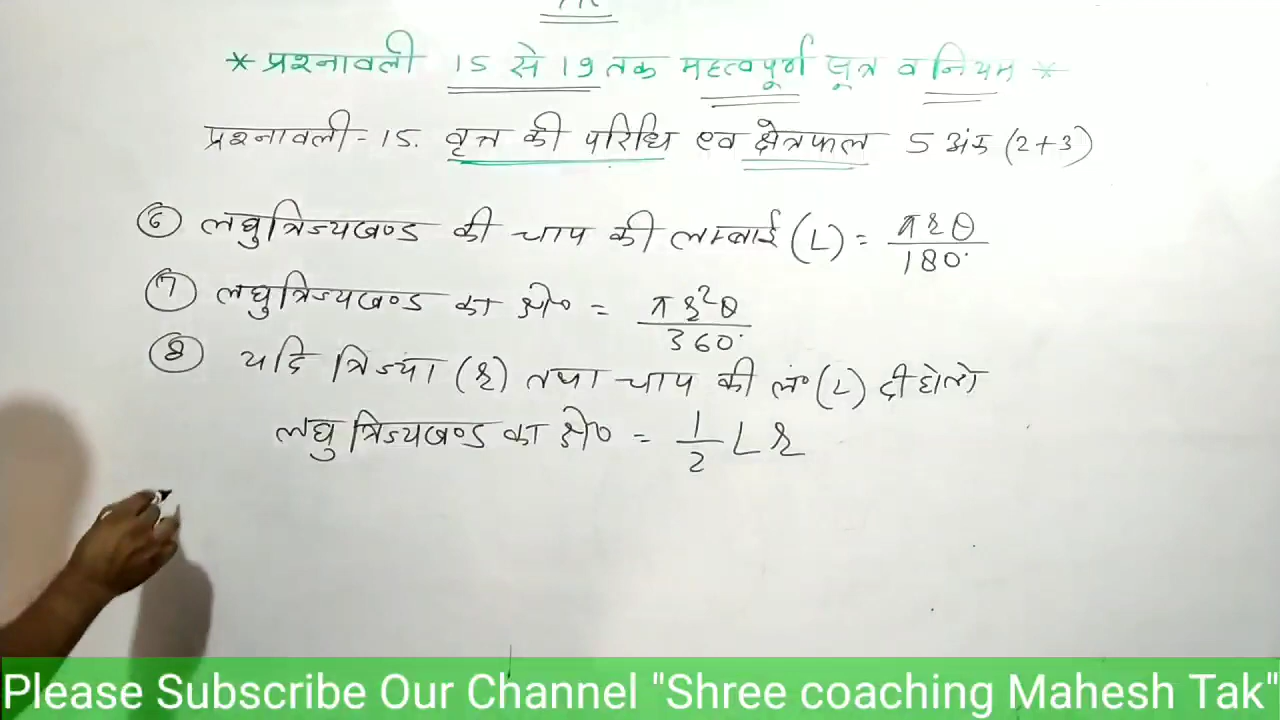 * प्रश्नावली 15 से 19 तक महत्वपूर्ण सूत्र व नियम *
प्रश्नावली-15. वृत्त की परिधि एव क्षेत्रफल 5 अंक (2+3)
⑥ लघुत्रिज्यखण्ड की चाप की लम्बाई (L) = πrθ/180°
⑦ लघुत्रिज्यखण्ड का क्षे० = πr²θ/360°
⑧ यदि त्रिज्या (r) तथा चाप की लं० (L) दी हो तो
लघु त्रिज्यखण्ड का क्षे० = 1/2 L r
Please Subscribe Our Channel "Shree coaching Mahesh Tak"